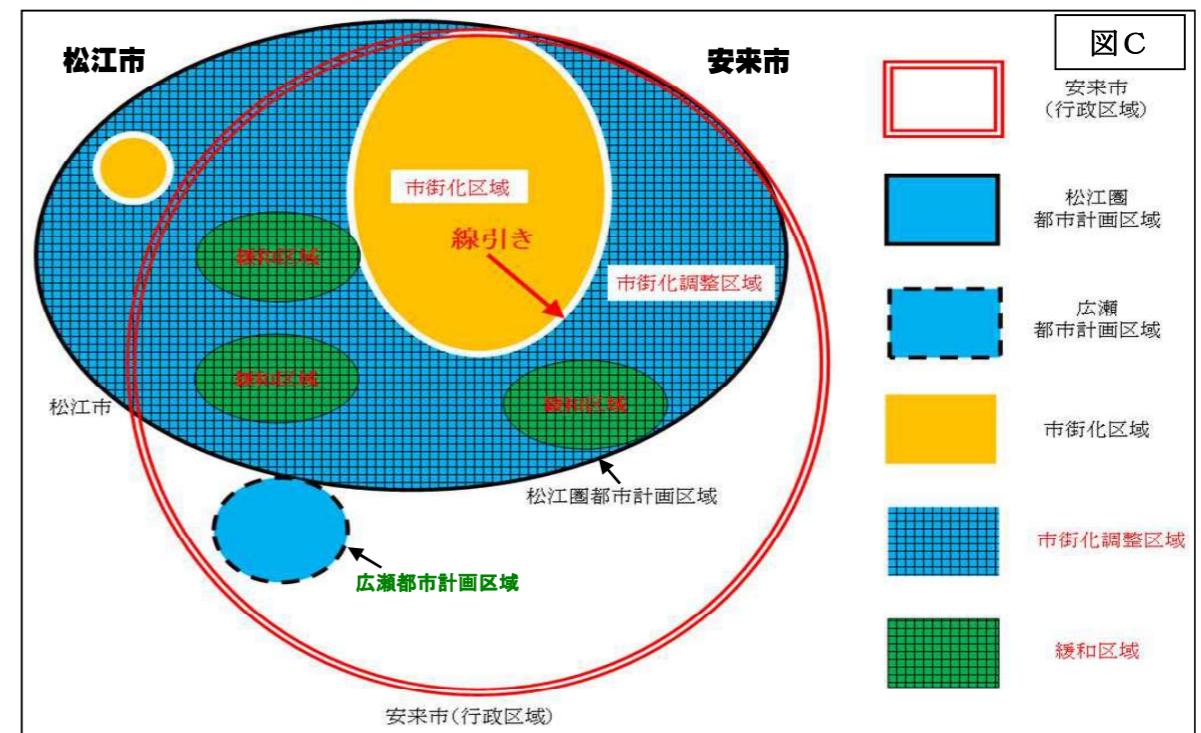 図C
松江市
安来市
市街化区域
線引き
緩和区域
市街化調整区域
緩和区域
緩和区域
松江市
松江圏都市計画区域
広瀬都市計画区域
安来市(行政区域)
安来市
(行政区域)
松江圏
都市計画区域
広瀬
都市計画区域
市街化区域
市街化調整区域
緩和区域